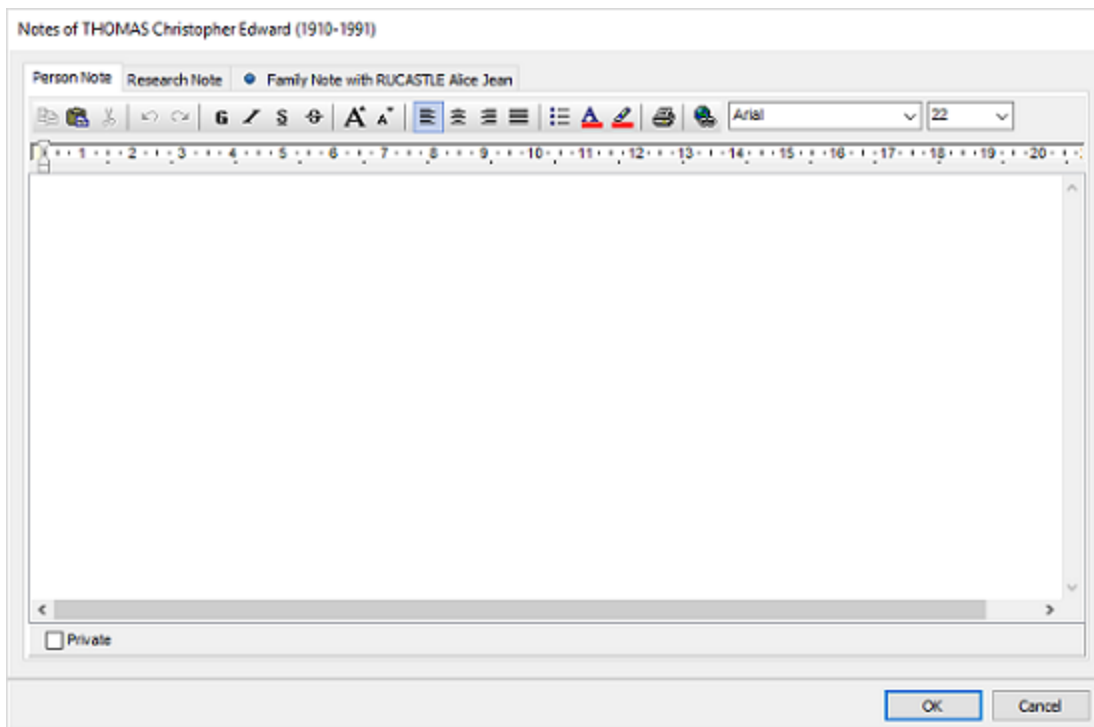 Notes of THOMAS Christopher Edward (1910-1991)
Person Note Research Note Family Note with RUCASTLE Alice Jean
G I S S A A A Arial 22
1 2 3 4 5 6 7 8 9 10 11 12 13 14 15 16 17 18 19 20
Private
OK Cancel